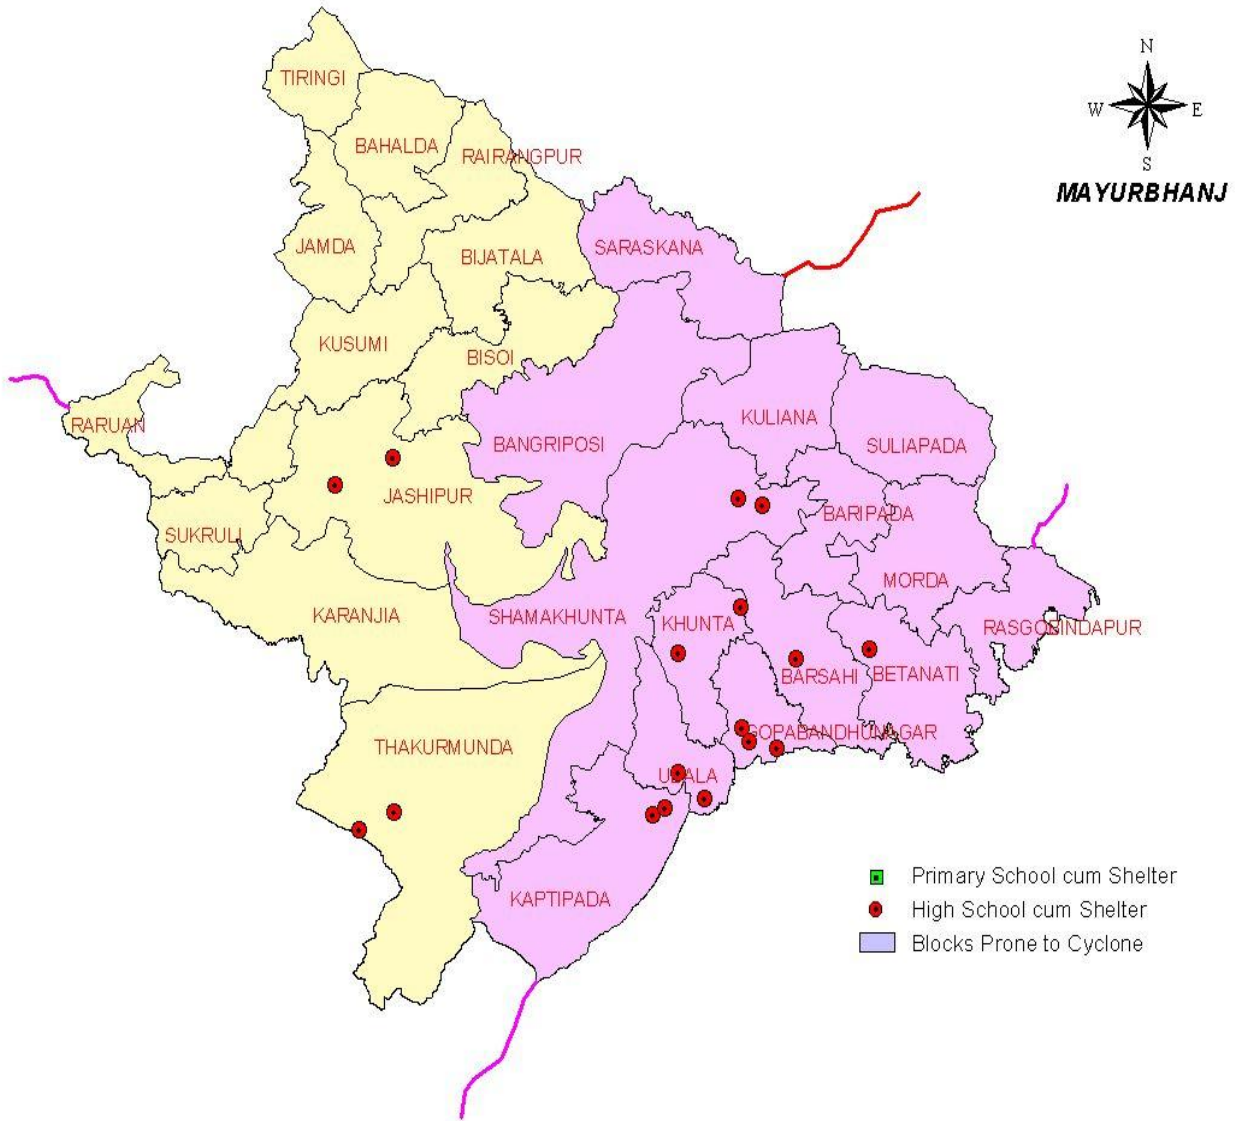 N
W E
S
MAYURBHANJ
TIRINGI
BAHALDA
RAIRANGPUR
JAMDA
BIJATALA
SARASKANA
KUSUMI
BISOI
RARUAN
BANGRIPOSI
KULIANA
SULIAPADA
JASHIPUR
BARIPADA
SUKRULI
MORDA
KARANJIA
SHAMAKHUNTA
KHUNTA
RASGOBINDAPUR
BARSAHI
BETANATI
THAKURMUNDA
GOPABANDHUNAGAR
UDALA
KAPTIPADA
Primary School cum Shelter
High School cum Shelter
Blocks Prone to Cyclone